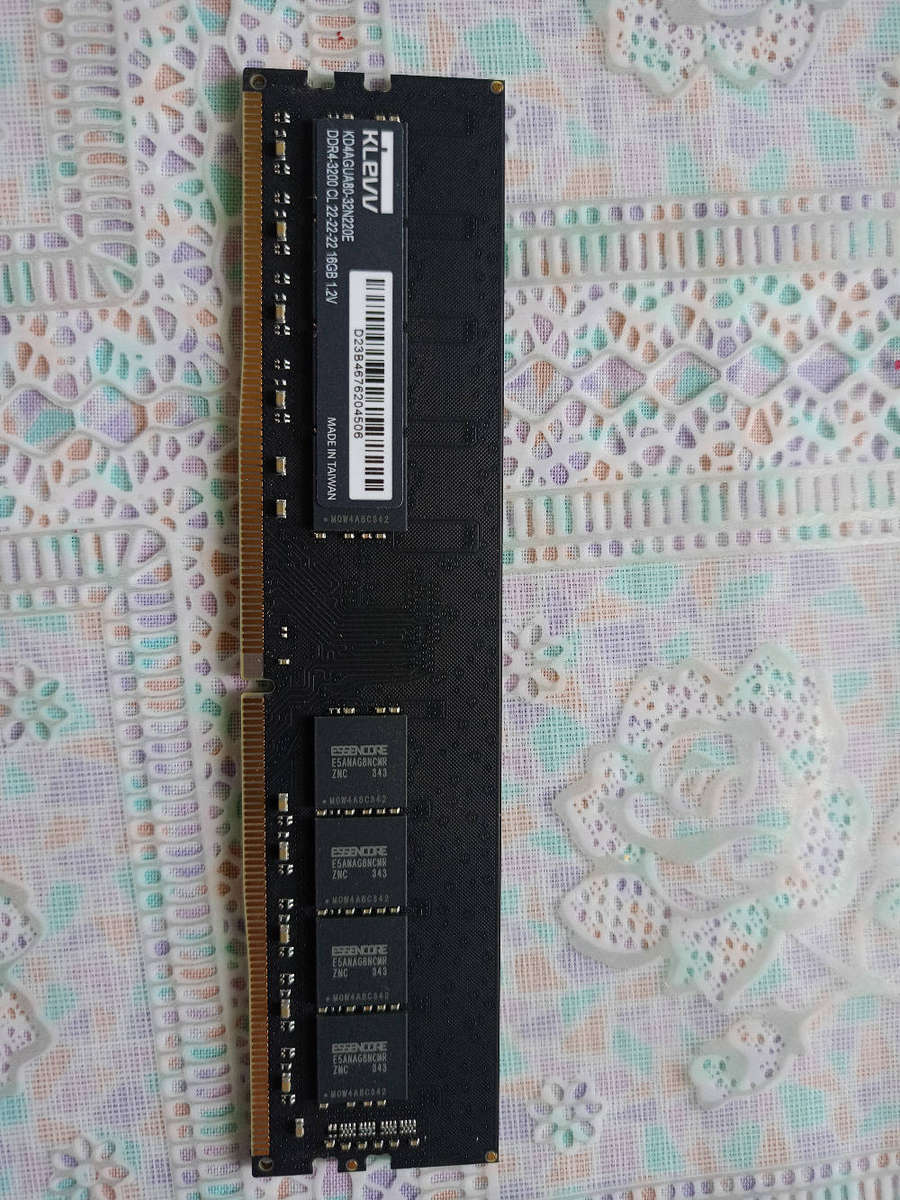 KLEVV
KD4AGUA80-32N220E
DDR4-3200 CL 22-22-22 16GB 1.2V
D23B4676204506
MADE IN TAIWAN
ESSENCORE
E5ANAG8NCMR
ZNC 343
ESSENCORE
E5ANAG8NCMR
ZNC 343
ESSENCORE
E5ANAG8NCMR
ZNC 343
ESSENCORE
E5ANAG8NCMR
ZNC 343